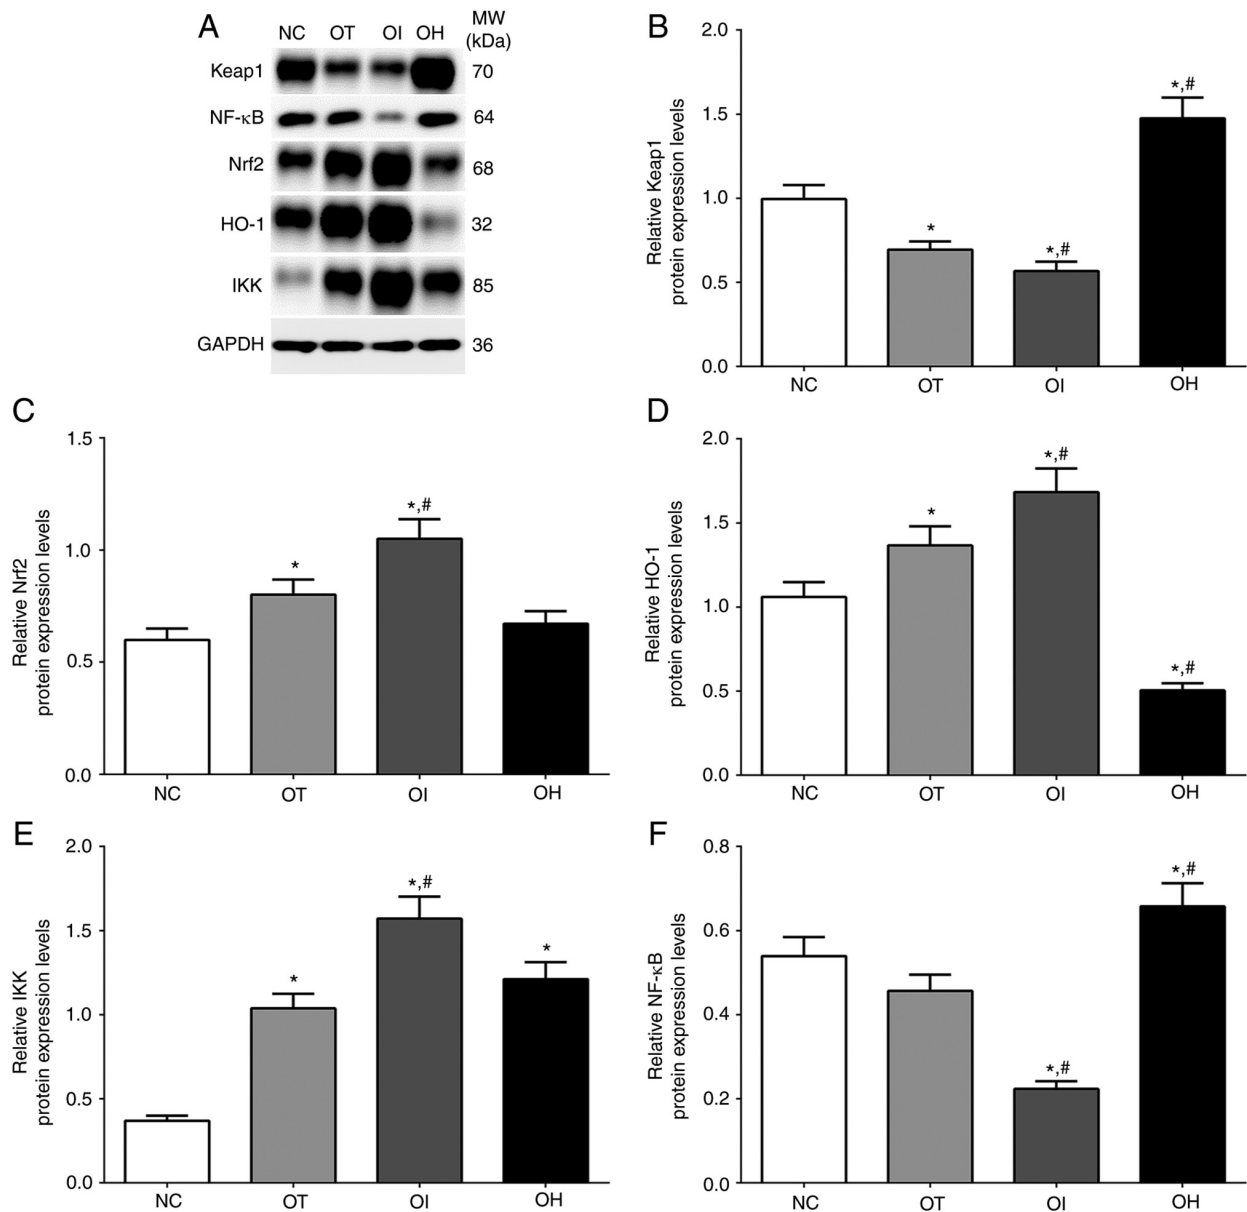 A
NC OT OI OH MW
(kDa)
Keap1 70
NF-κB 64
Nrf2 68
HO-1 32
IKK 85
GAPDH 36
B
Relative Keap1
protein expression levels
2.0
1.5
1.0
0.5
0.0
*
*,#
*,#
NC OT OI OH
C
Relative Nrf2
protein expression levels
1.5
1.0
0.5
0.0
*
*,#
NC OT OI OH
D
Relative HO-1
protein expression levels
2.0
1.5
1.0
0.5
0.0
*
*,#
*,#
NC OT OI OH
E
Relative IKK
protein expression levels
2.0
1.5
1.0
0.5
0.0
*
*,#
*
NC OT OI OH
F
Relative NF-κB
protein expression levels
0.8
0.6
0.4
0.2
0.0
*,#
*,#
NC OT OI OH